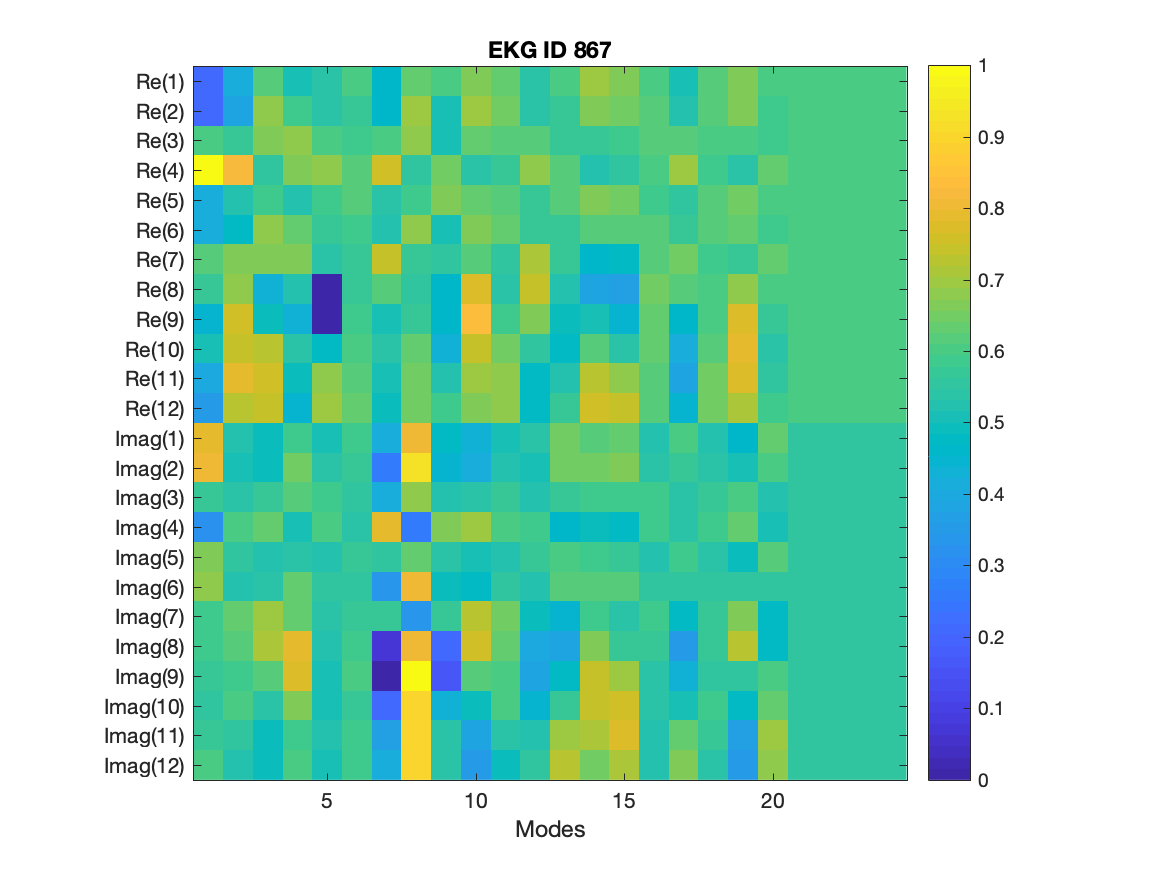 EKG ID 867
Re(1)
Re(2)
Re(3)
Re(4)
Re(5)
Re(6)
Re(7)
Re(8)
Re(9)
Re(10)
Re(11)
Re(12)
Imag(1)
Imag(2)
Imag(3)
Imag(4)
Imag(5)
Imag(6)
Imag(7)
Imag(8)
Imag(9)
Imag(10)
Imag(11)
Imag(12)
5 10 15 20
Modes
1
0.9
0.8
0.7
0.6
0.5
0.4
0.3
0.2
0.1
0